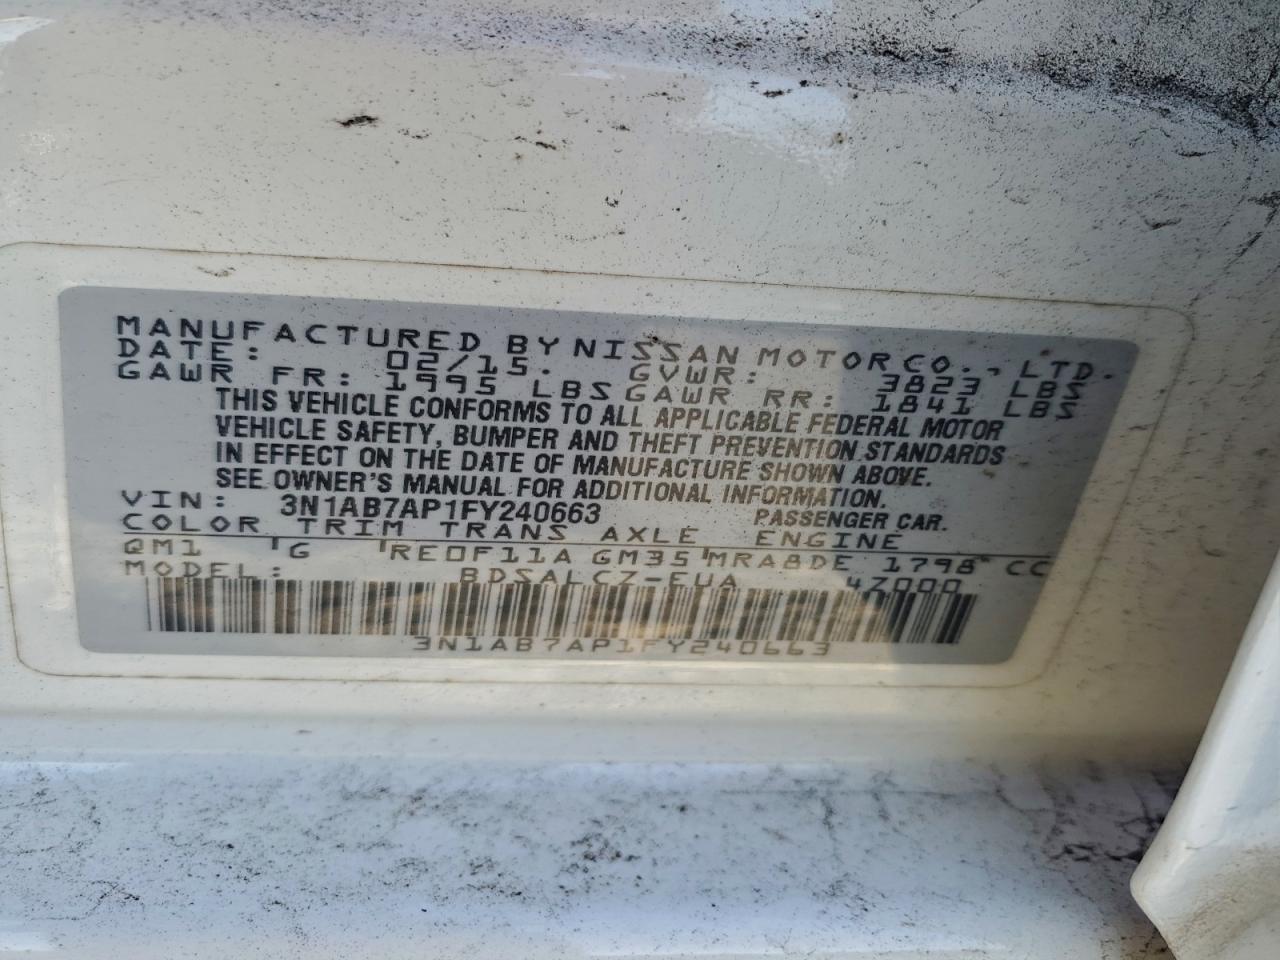 MANUFACTURED BY NISSAN MOTOR CO., LTD.
DATE: 02/15. GVWR: 3823 LBS
GAWR FR: 1995 LBS GAWR RR: 1841 LBS
THIS VEHICLE CONFORMS TO ALL APPLICABLE FEDERAL MOTOR
VEHICLE SAFETY, BUMPER AND THEFT PREVENTION STANDARDS
IN EFFECT ON THE DATE OF MANUFACTURE SHOWN ABOVE.
SEE OWNER'S MANUAL FOR ADDITIONAL INFORMATION.
VIN: 3N1AB7AP1FY240663 PASSENGER CAR.
COLOR TRIM TRANS AXLE ENGINE
QM1 G RE0F11A GM35 MRA8DE 1798 CC
MODEL: BDSALCZ-EUA 4Z000
3N1AB7AP1FY240663